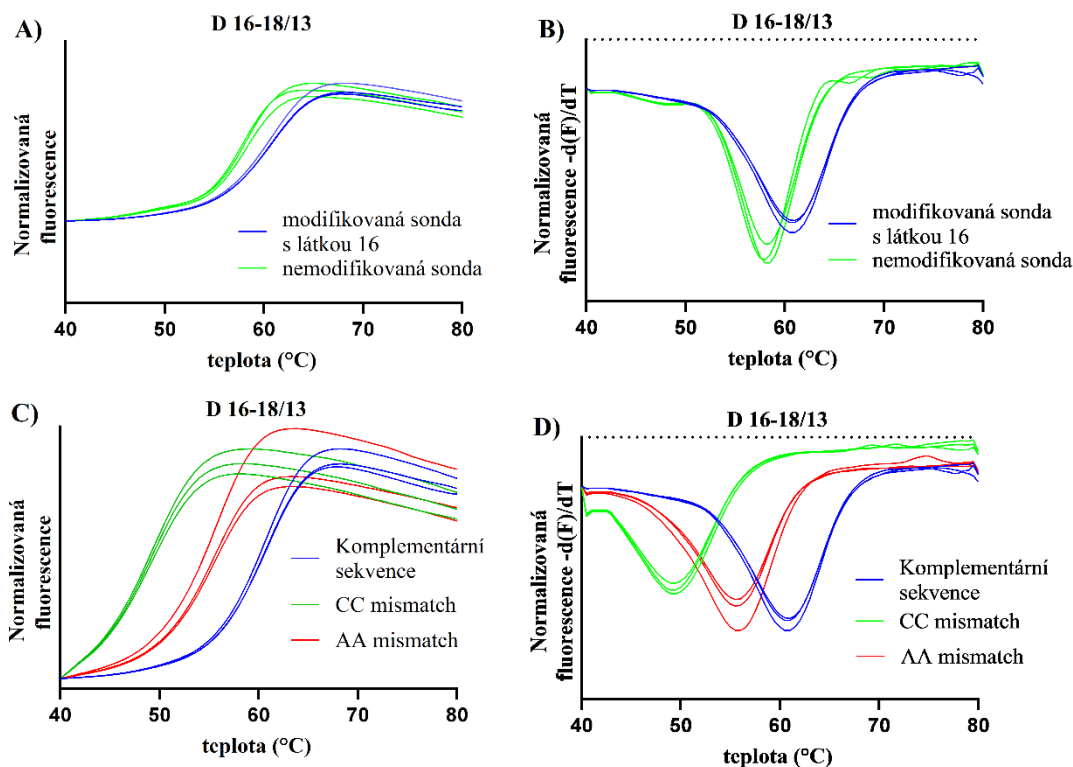 A)
D 16-18/13
Normalizovaná
fluorescence
modifikovaná sonda
s látkou 16
nemodifikovaná sonda
40
50
60
70
80
teplota (°C)
B)
D 16-18/13
Normalizovaná
fluorescence -d(F)/dT
modifikovaná sonda
s látkou 16
nemodifikovaná sonda
40
50
60
70
80
teplota (°C)
C)
D 16-18/13
Normalizovaná
fluorescence
Komplementární
sekvence
CC mismatch
AA mismatch
40
50
60
70
80
teplota (°C)
D)
D 16-18/13
Normalizovaná
fluorescence -d(F)/dT
Komplementární
sekvence
CC mismatch
ΛΛ mismatch
40
50
60
70
80
teplota (°C)